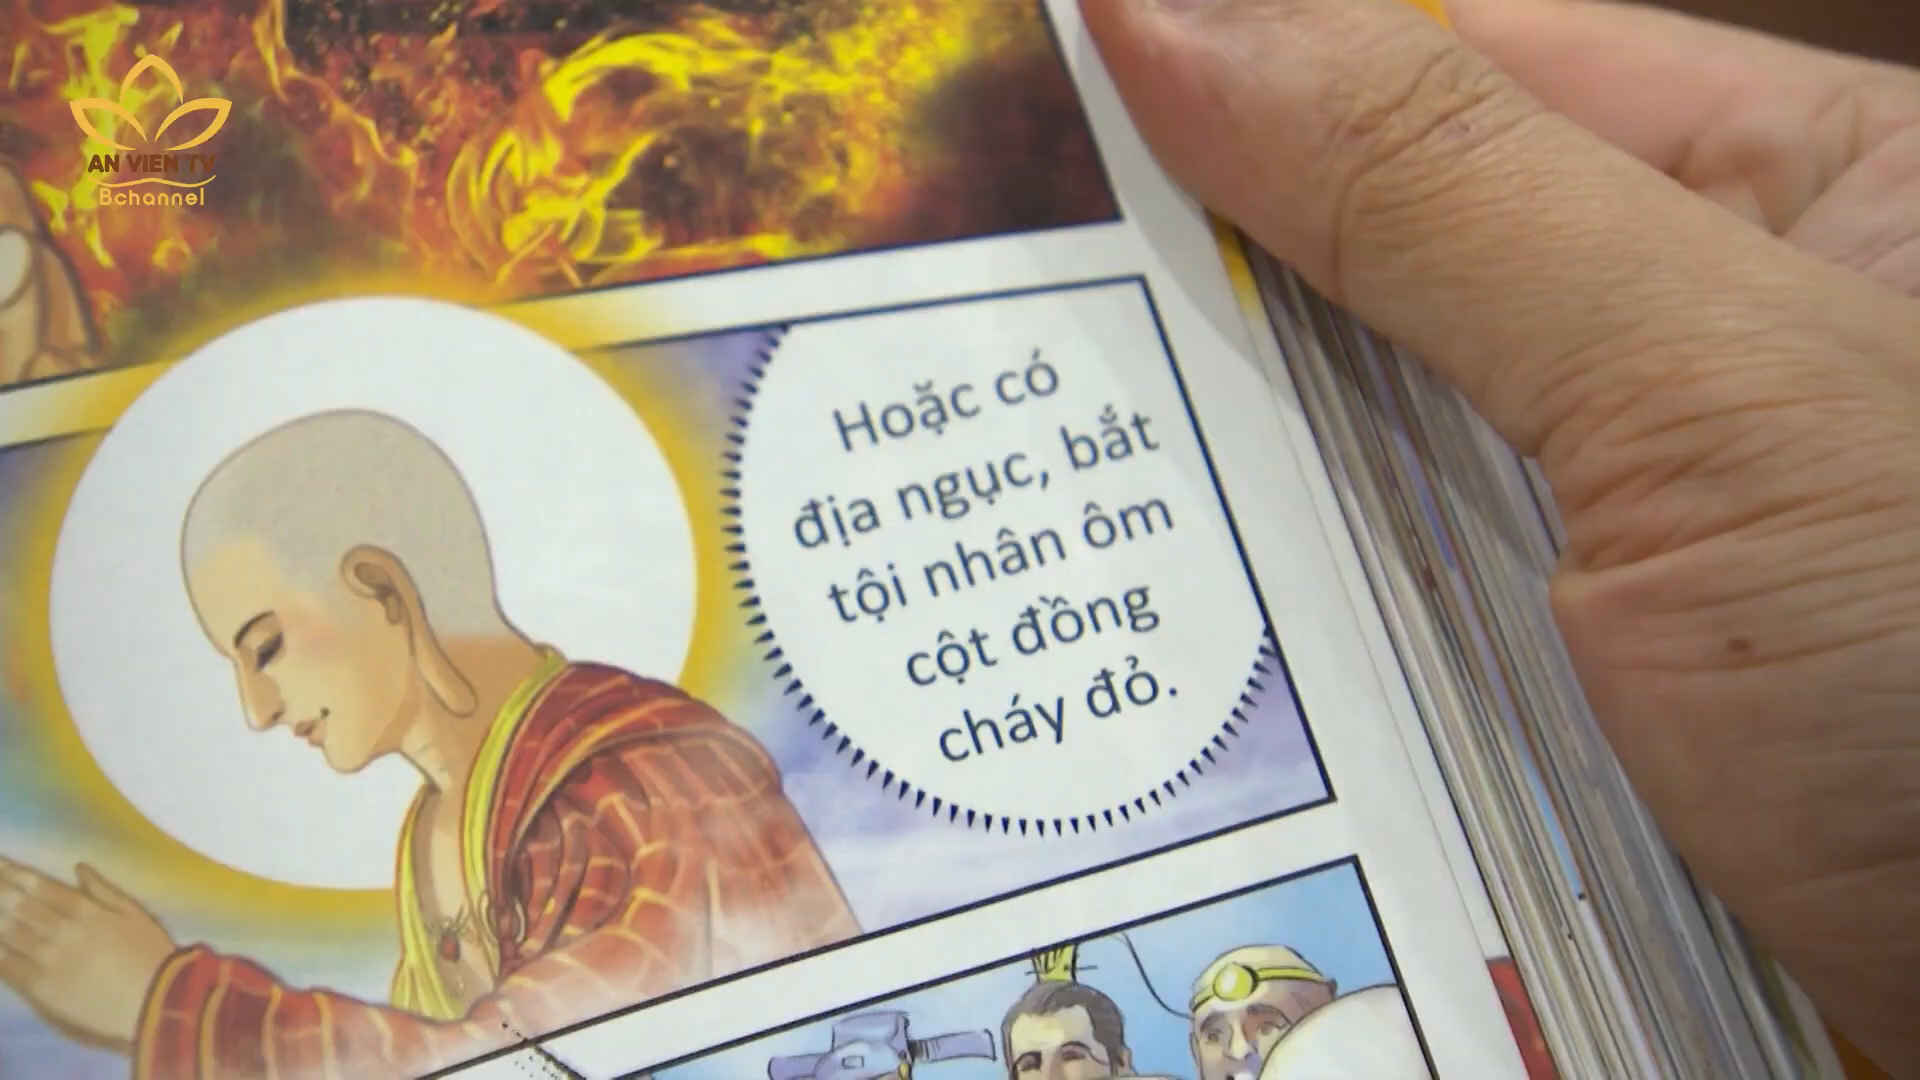 AN VIEN TV
Bchannel
Hoặc có
địa ngục, bắt
tội nhân ôm
cột đồng
cháy đỏ.